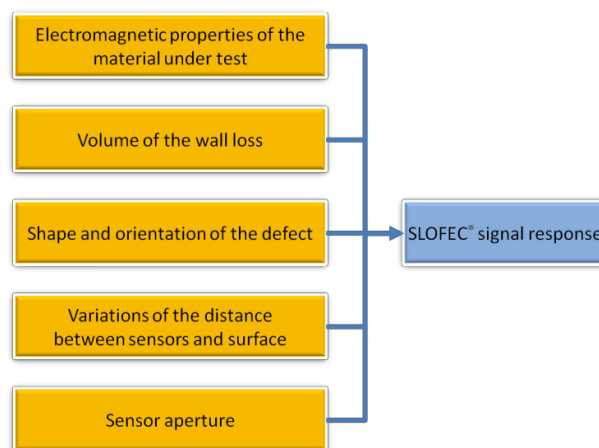 Electromagnetic properties of the
material under test
Volume of the wall loss
Shape and orientation of the defect
SLOFEC® signal response
Variations of the distance
between sensors and surface
Sensor aperture